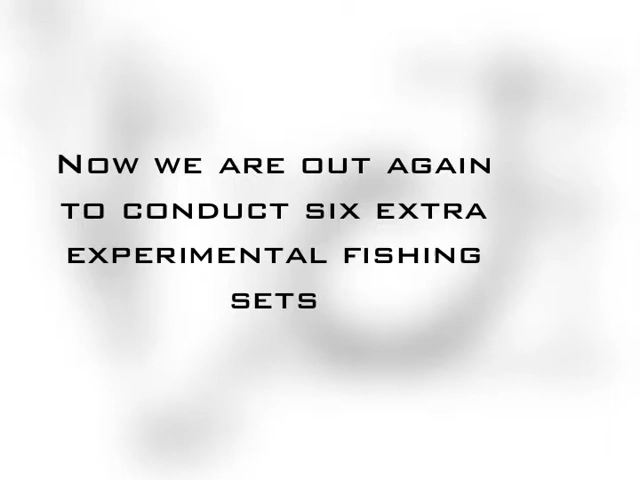 Now we are out again
to conduct six extra
experimental fishing
sets